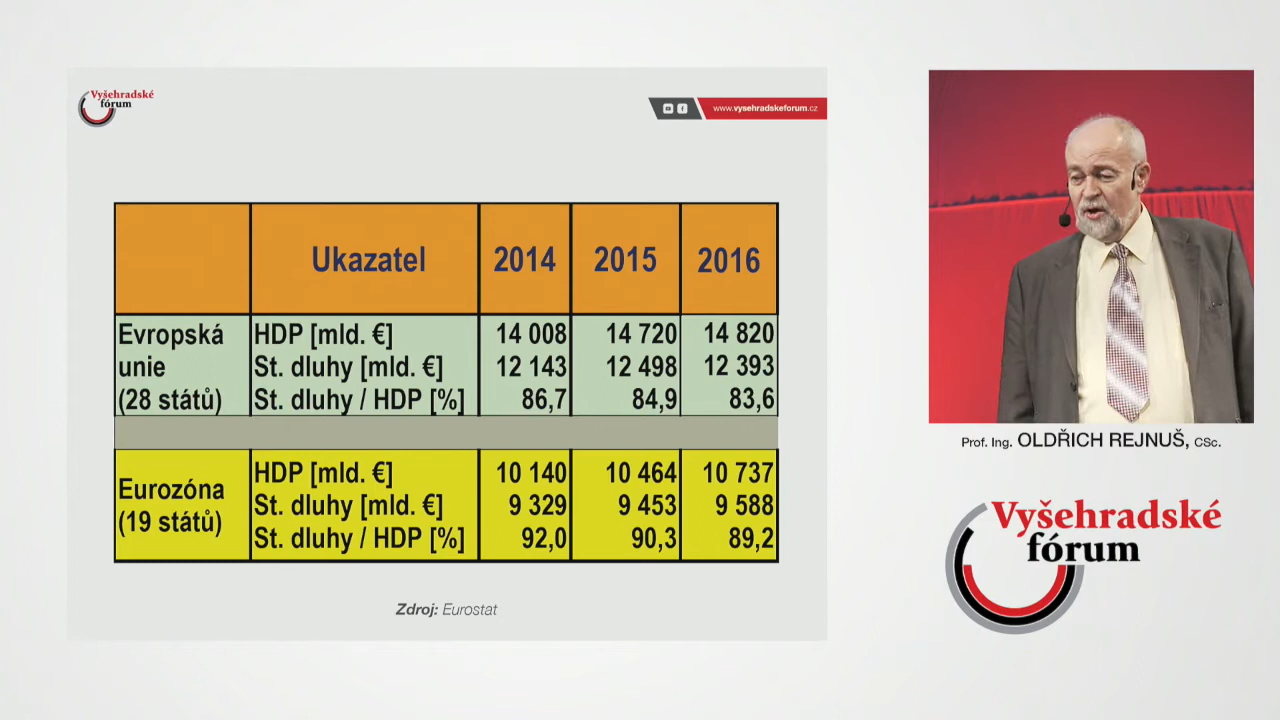 Vyšehradské
fórum
www.vysehradskeforum.cz
Ukazatel 2014 2015 2016
Evropská unie (28 států)
HDP [mld. €] 14 008 14 720 14 820
St. dluhy [mld. €] 12 143 12 498 12 393
St. dluhy / HDP [%] 86,7 84,9 83,6
Eurozóna (19 států)
HDP [mld. €] 10 140 10 464 10 737
St. dluhy [mld. €] 9 329 9 453 9 588
St. dluhy / HDP [%] 92,0 90,3 89,2
Zdroj: Eurostat
Prof. Ing. OLDŘICH REJNUŠ, CSc.
Vyšehradské
fórum